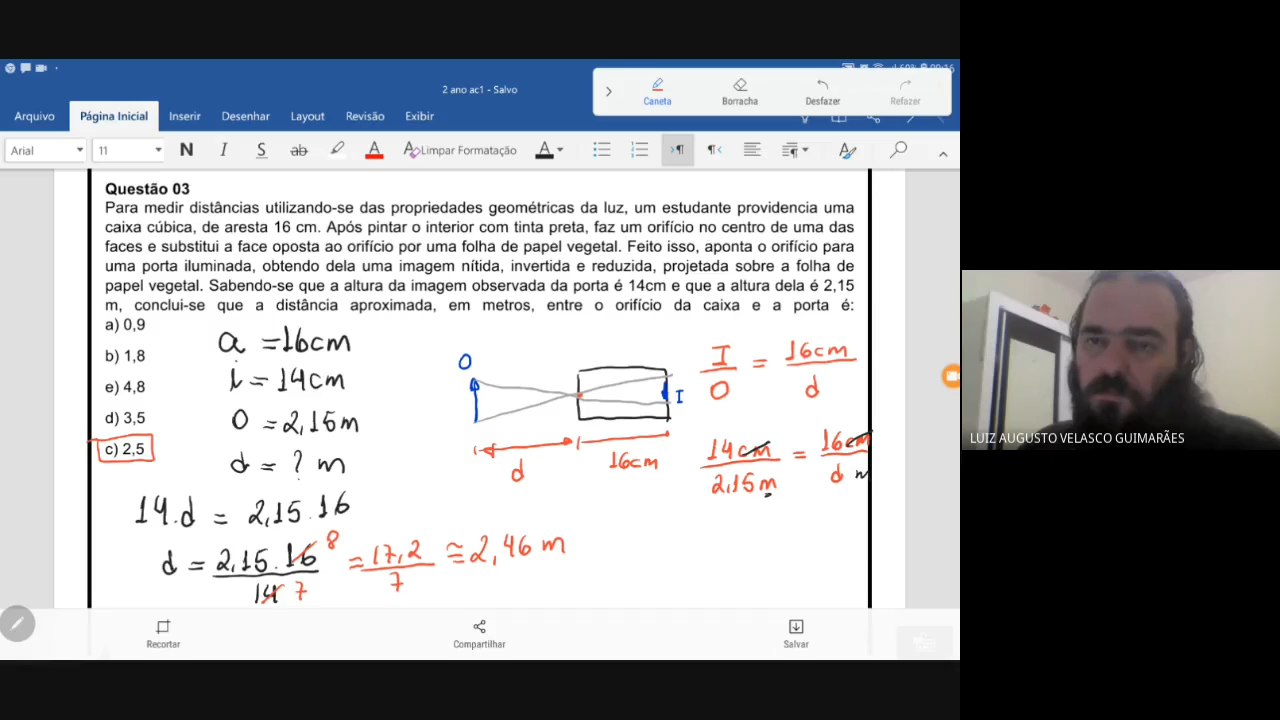 2 ano ac1 - Salvo
Caneta Borracha Desfazer Refazer
Arquivo Página Inicial Inserir Desenhar Layout Revisão Exibir
Arial 11 N I S ab A Limpar Formatação A
Questão 03
Para medir distâncias utilizando-se das propriedades geométricas da luz, um estudante providencia uma
caixa cúbica, de aresta 16 cm. Após pintar o interior com tinta preta, faz um orifício no centro de uma das
faces e substitui a face oposta ao orifício por uma folha de papel vegetal. Feito isso, aponta o orifício para
uma porta iluminada, obtendo dela uma imagem nítida, invertida e reduzida, projetada sobre a folha de
papel vegetal. Sabendo-se que a altura da imagem observada da porta é 14cm e que a altura dela é 2,15
m, conclui-se que a distância aproximada, em metros, entre o orifício da caixa e a porta é:
a) 0,9
b) 1,8
e) 4,8
d) 3,5
c) 2,5
a = 16cm
i = 14cm
O = 2,15m
d = ? m
O
I
d
16cm
I/O = 16cm/d
14cm/2,15m = 16cm/d m
14.d = 2,15.16
d = 2,15.16 8/14 7 = 17,2/7 ≅ 2,46 m
Recortar Compartilhar Salvar
LUIZ AUGUSTO VELASCO GUIMARÃES